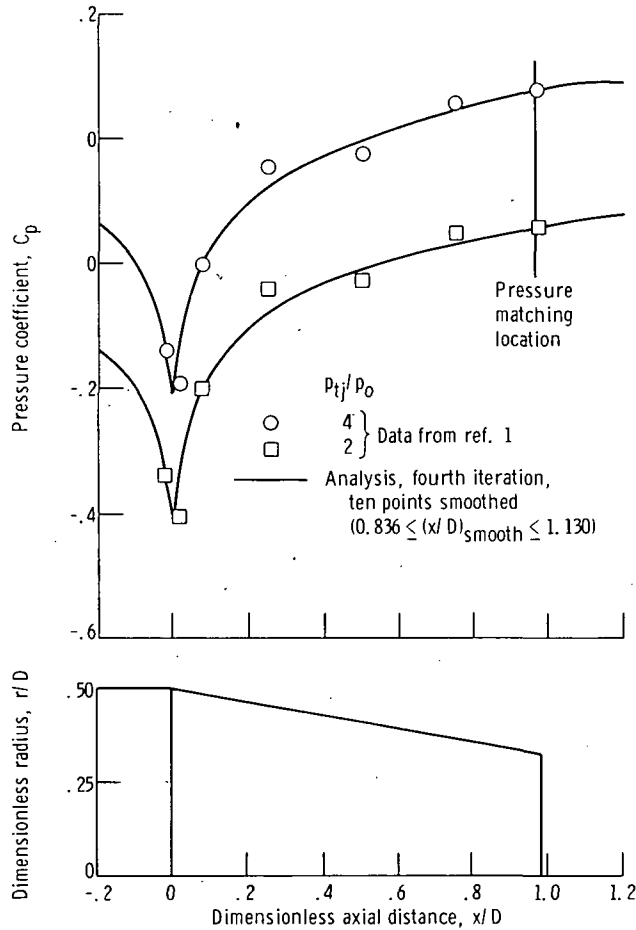 .2
0
0
-.2
-.4
-.6
Pressure coefficient, Cp
Pressure
matching
location
ptj/po
4
2
Data from ref. 1
Analysis, fourth iteration,
ten points smoothed
(0.836 ≤ (x/D)smooth ≤ 1.130)
.50
.25
0
Dimensionless radius, r/D
-.2 0 .2 .4 .6 .8 1.0 1.2
Dimensionless axial distance, x/D